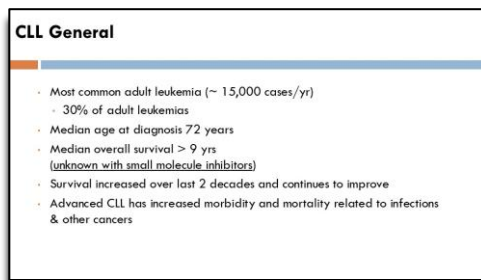 CLL General
· Most common adult leukemia (~ 15,000 cases/yr)
· 30% of adult leukemias
· Median age at diagnosis 72 years
· Median overall survival > 9 yrs
(unknown with small molecule inhibitors)
· Survival increased over last 2 decades and continues to improve
· Advanced CLL has increased morbidity and mortality related to infections
& other cancers